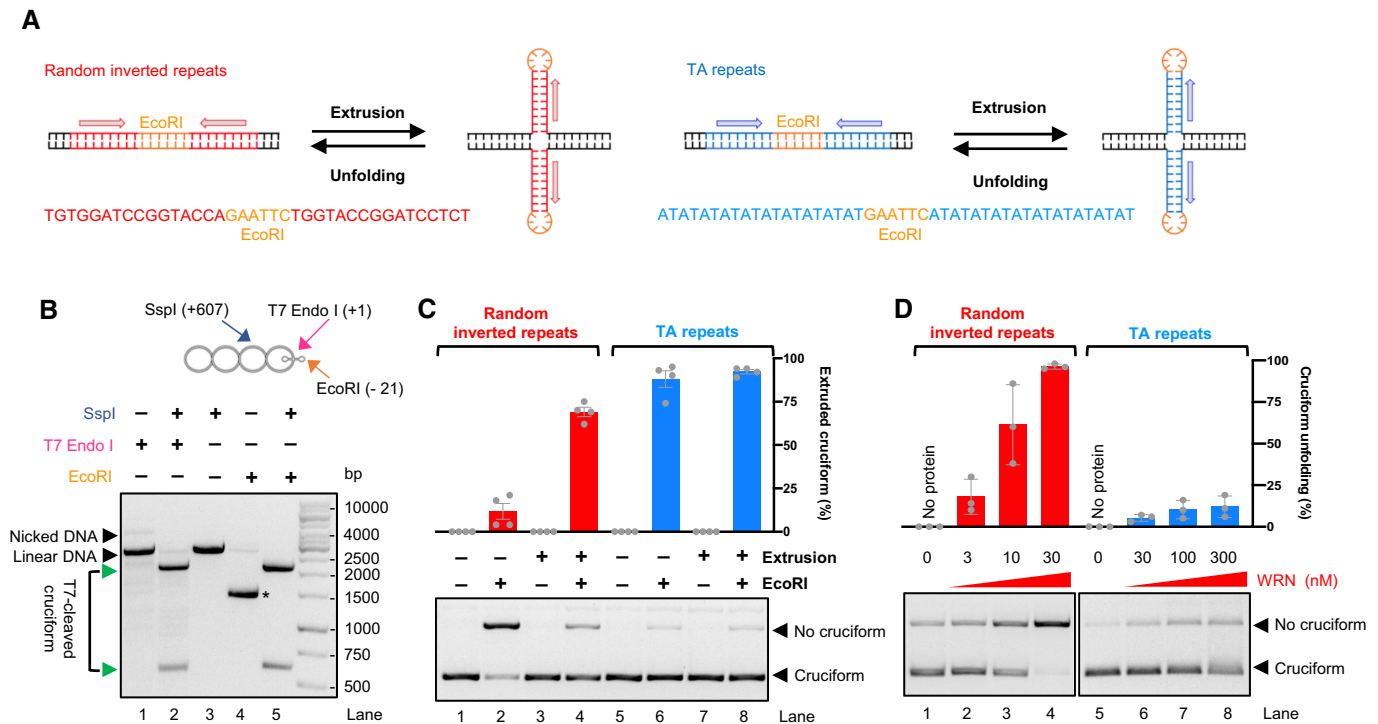 A
Random inverted repeats
EcoRI
Extrusion
Unfolding
TGTGGATCCGGTACCAGAATTCTGGTACCGGATCCTCT
EcoRI
TA repeats
EcoRI
Extrusion
Unfolding
ATATATATATATATATATATGAATTCATATATATATATATATATAT
EcoRI
B
SspI (+607)
T7 Endo I (+1)
EcoRI (- 21)
SspI – + + – +
T7 Endo I + + – – –
EcoRI – – – + +
bp
Nicked DNA
Linear DNA
T7-cleaved
cruciform
*
10000
4000
2500
2000
1500
1000
750
500
1 2 3 4 5 Lane
C
Random
inverted repeats
TA repeats
100
75
50
25
0
Extruded cruciform (%)
– – + + – – + + Extrusion
– + – + – + – + EcoRI
No cruciform
Cruciform
1 2 3 4 5 6 7 8 Lane
D
Random
inverted repeats
TA repeats
No protein
No protein
100
75
50
25
0
Cruciform unfolding (%)
0 3 10 30 0 30 100 300
WRN (nM)
No cruciform
Cruciform
1 2 3 4 5 6 7 8 Lane